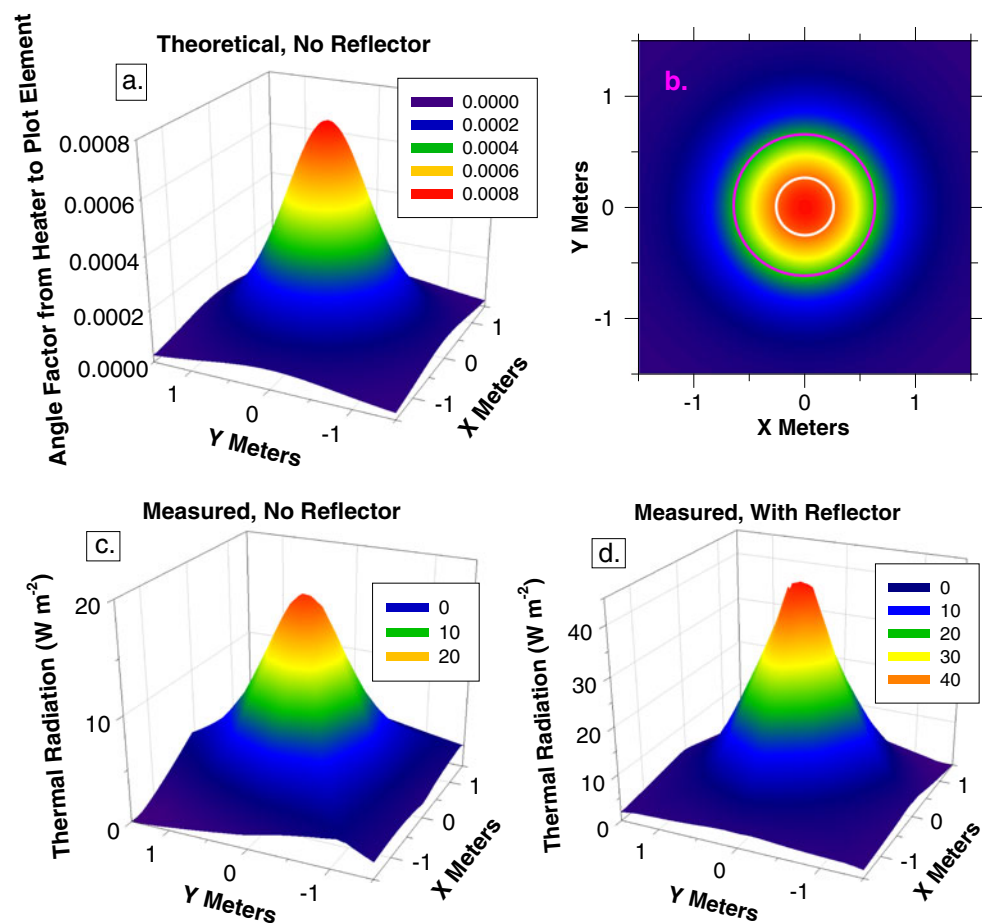 Theoretical, No Reflector
a.
Angle Factor from Heater to Plot Element
0.0008
0.0006
0.0004
0.0002
0.0000
0.0000
0.0002
0.0004
0.0006
0.0008
1
0
-1
Y Meters
1
0
-1
X Meters
b.
1
0
-1
Y Meters
-1
0
1
X Meters
Measured, No Reflector
c.
Thermal Radiation (W m-2)
20
10
0
0
10
20
1
0
-1
Y Meters
1
0
-1
X Meters
Measured, With Reflector
d.
Thermal Radiation (W m-2)
40
30
20
10
0
0
10
20
30
40
1
0
-1
Y Meters
1
0
-1
X Meters